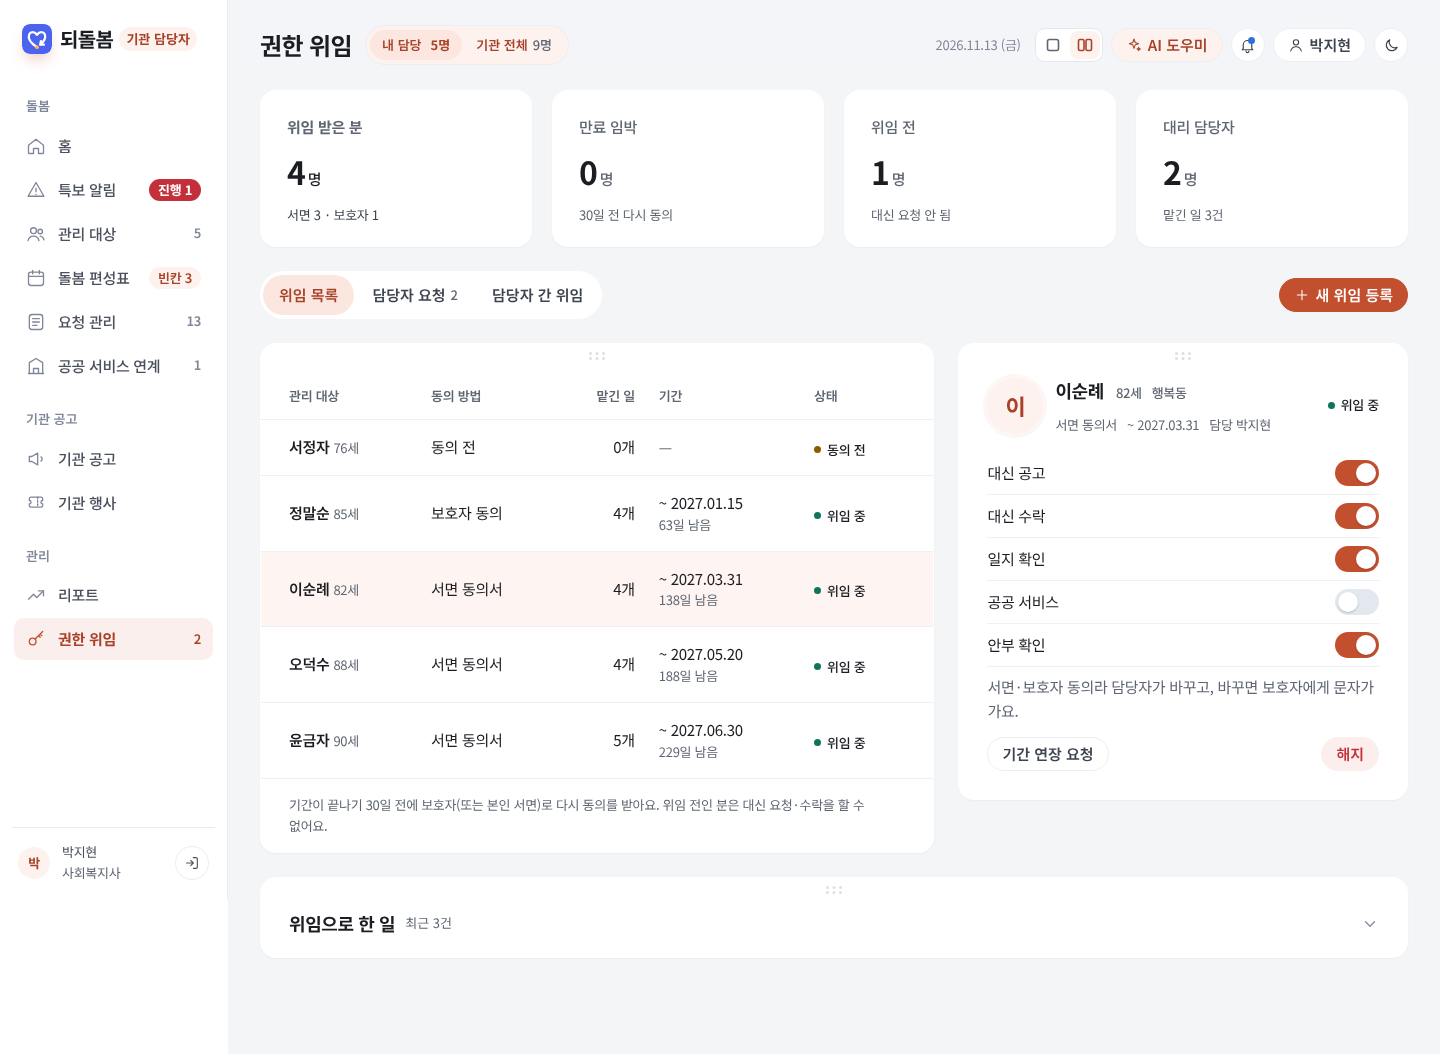 되돌봄 기관 담당자
돌봄
홈
특보 알림 진행 1
관리 대상 5
돌봄 편성표 빈칸 3
요청 관리 13
공공 서비스 연계 1
기관 공고
기관 공고
기관 행사
관리
리포트
권한 위임 2
박 박지현
사회복지사
권한 위임 내 담당 5명 기관 전체 9명
2026.11.13 (금) AI 도우미 박지현
위임 받은 분
4명
서면 3 · 보호자 1
만료 임박
0명
30일 전 다시 동의
위임 전
1명
대신 요청 안 됨
대리 담당자
2명
맡긴 일 3건
위임 목록 담당자 요청 2 담당자 간 위임
+ 새 위임 등록
관리 대상 동의 방법 맡긴 일 기간 상태
서정자 76세 동의 전 0개 — 동의 전
정말순 85세 보호자 동의 4개 ~ 2027.01.15 위임 중
63일 남음
이순례 82세 서면 동의서 4개 ~ 2027.03.31 위임 중
138일 남음
오덕수 88세 서면 동의서 4개 ~ 2027.05.20 위임 중
188일 남음
윤금자 90세 서면 동의서 5개 ~ 2027.06.30 위임 중
229일 남음
기간이 끝나기 30일 전에 보호자(또는 본인 서면)로 다시 동의를 받아요. 위임 전인 분은 대신 요청·수락을 할 수
없어요.
이 이순례 82세 행복동 위임 중
서면 동의서 ~ 2027.03.31 담당 박지현
대신 공고
대신 수락
일지 확인
공공 서비스
안부 확인
서면·보호자 동의라 담당자가 바꾸고, 바꾸면 보호자에게 문자가
가요.
기간 연장 요청 해지
위임으로 한 일 최근 3건